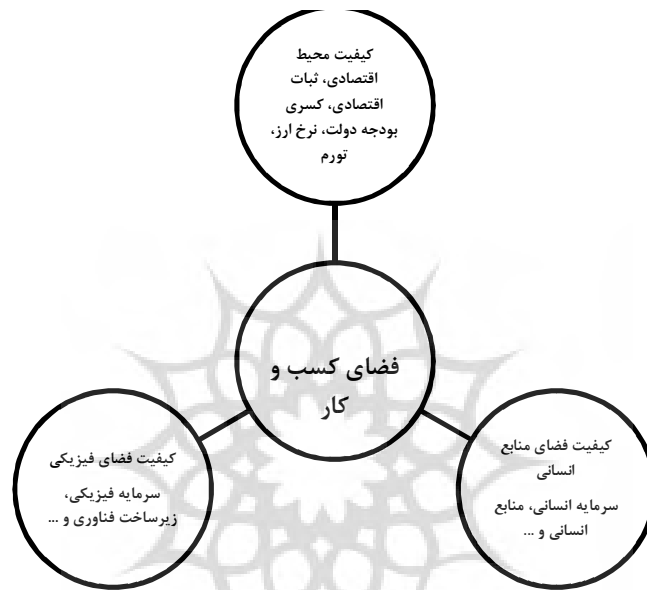 کیفیت محیط
اقتصادی، ثبات
اقتصادی، کسری
بودجه دولت، نرخ ارز،
تورم
فضای کسب و
کار
کیفیت فضای منابع
انسانی
سرمایه انسانی، منابع
انسانی و ...
کیفیت فضای فیزیکی
سرمایه فیزیکی،
زیرساخت فناوری و ...